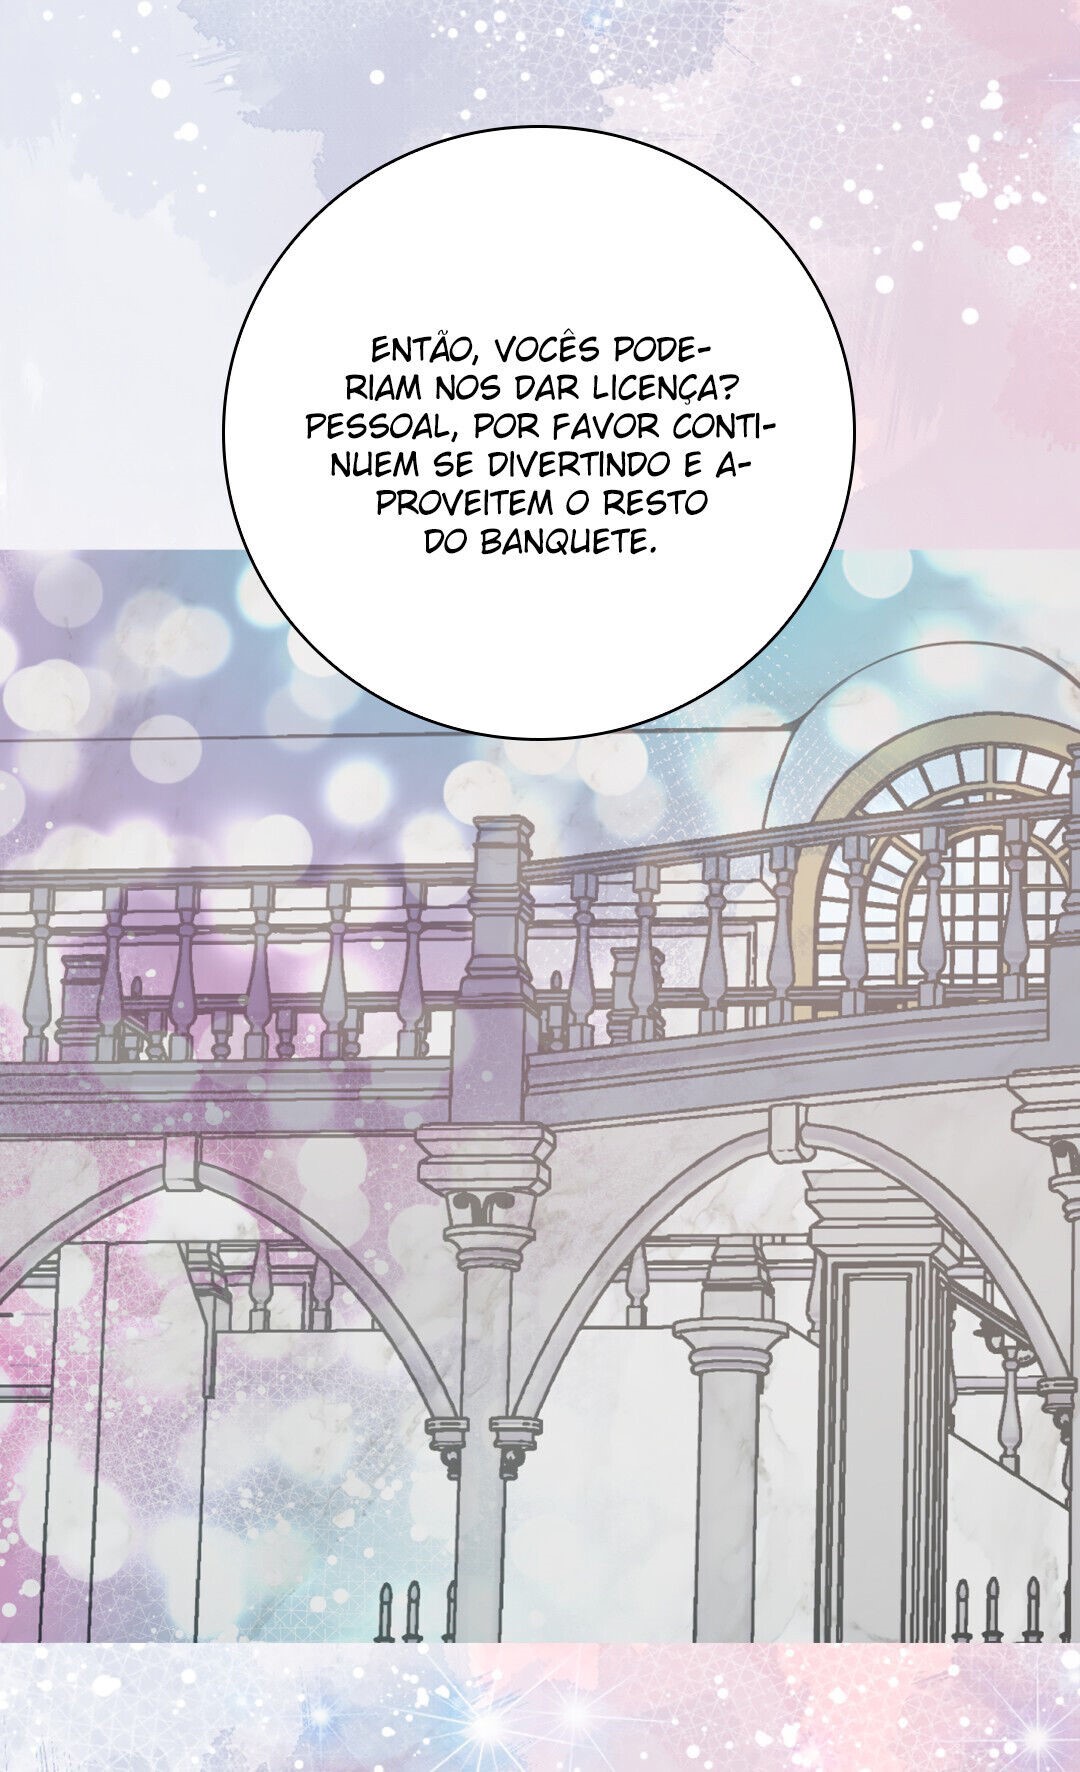 ENTÃO, VOCÊS PODE-
RIAM NOS DAR LICENÇA?
PESSOAL, POR FAVOR CONTI-
NUEM SE DIVERTINDO E A-
PROVEITEM O RESTO
DO BANQUETE.